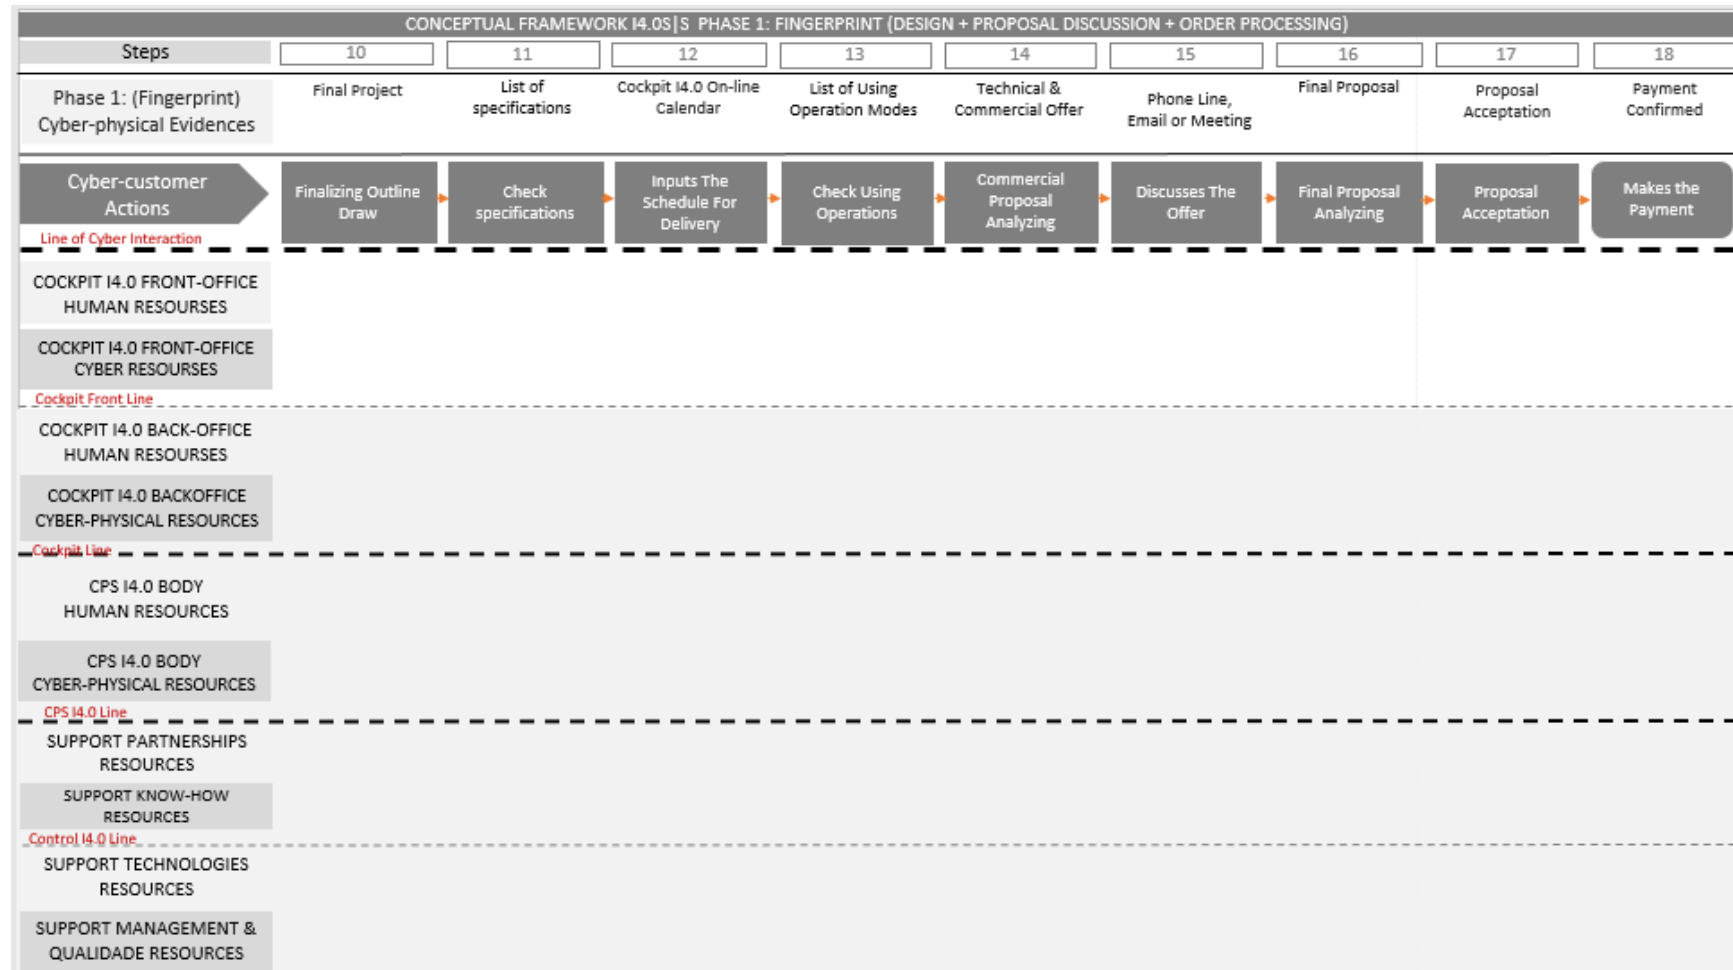 CONCEPTUAL FRAMEWORK I4.0S|S PHASE 1: FINGERPRINT (DESIGN + PROPOSAL DISCUSSION + ORDER PROCESSING)
Steps
10
11
12
13
14
15
16
17
18
Phase 1: (Fingerprint)
Cyber-physical Evidences
Final Project
List of
specifications
Cockpit I4.0 On-line
Calendar
List of Using
Operation Modes
Technical &
Commercial Offer
Phone Line,
Email or Meeting
Final Proposal
Proposal
Acceptation
Payment
Confirmed
Cyber-customer
Actions
Finalizing Outline
Draw
Check
specifications
Inputs The
Schedule For
Delivery
Check Using
Operations
Commercial
Proposal
Analyzing
Discusses The
Offer
Final Proposal
Analyzing
Proposal
Acceptation
Makes the
Payment
Line of Cyber Interaction
COCKPIT I4.0 FRONT-OFFICE
HUMAN RESOURSES
COCKPIT I4.0 FRONT-OFFICE
CYBER RESOURSES
Cockpit Front Line
COCKPIT I4.0 BACK-OFFICE
HUMAN RESOURSES
COCKPIT I4.0 BACKOFFICE
CYBER-PHYSICAL RESOURCES
Cockpit Line
CPS I4.0 BODY
HUMAN RESOURCES
CPS I4.0 BODY
CYBER-PHYSICAL RESOURCES
CPS I4.0 Line
SUPPORT PARTNERSHIPS
RESOURCES
SUPPORT KNOW-HOW
RESOURCES
Control I4.0 Line
SUPPORT TECHNOLOGIES
RESOURCES
SUPPORT MANAGEMENT &
QUALIDADE RESOURCES